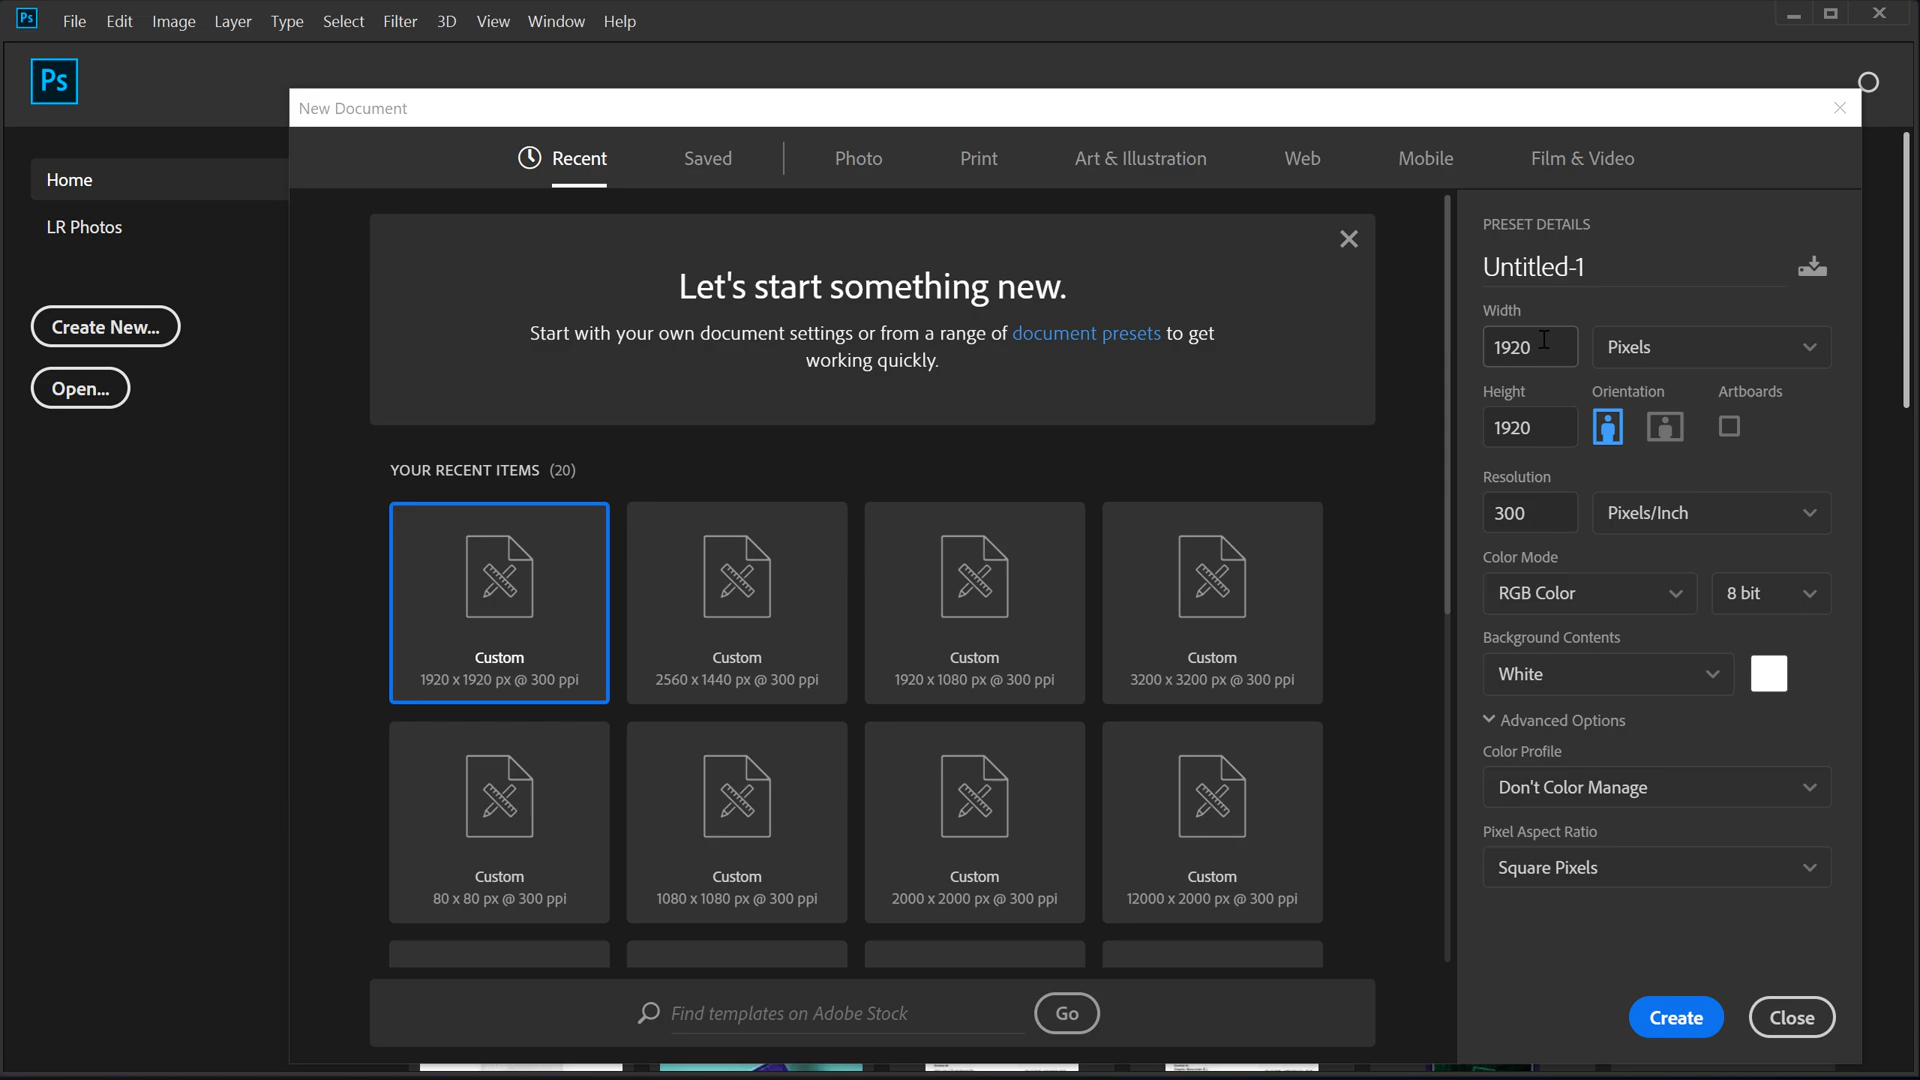 Ps
File Edit Image Layer Type Select Filter 3D View Window Help
Ps
New Document
Recent Saved Photo Print Art & Illustration Web Mobile Film & Video
Home
LR Photos
Create New...
Open...
Let's start something new.
Start with your own document settings or from a range of document presets to get
working quickly.
YOUR RECENT ITEMS (20)
Custom
1920 x 1920 px @ 300 ppi
Custom
2560 x 1440 px @ 300 ppi
Custom
1920 x 1080 px @ 300 ppi
Custom
3200 x 3200 px @ 300 ppi
Custom
80 x 80 px @ 300 ppi
Custom
1080 x 1080 px @ 300 ppi
Custom
2000 x 2000 px @ 300 ppi
Custom
12000 x 2000 px @ 300 ppi
Find templates on Adobe Stock
Go
PRESET DETAILS
Untitled-1
Width
1920 Pixels
Height Orientation Artboards
1920
Resolution
300 Pixels/Inch
Color Mode
RGB Color 8 bit
Background Contents
White
Advanced Options
Color Profile
Don't Color Manage
Pixel Aspect Ratio
Square Pixels
Create Close